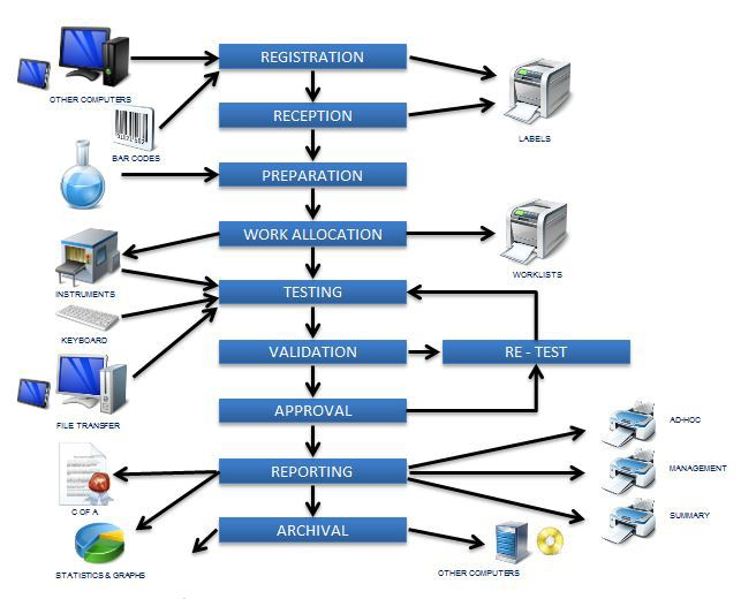 REGISTRATION
OTHER COMPUTERS
RECEPTION
LABELS
BAR CODES
PREPARATION
WORK ALLOCATION
WORKLISTS
INSTRUMENTS
TESTING
KEYBOARD
VALIDATION
RE - TEST
APPROVAL
FILE TRANSFER
AD-HOC
REPORTING
MANAGEMENT
C OF A
SUMMARY
ARCHIVAL
OTHER COMPUTERS
STATISTICS & GRAPHS